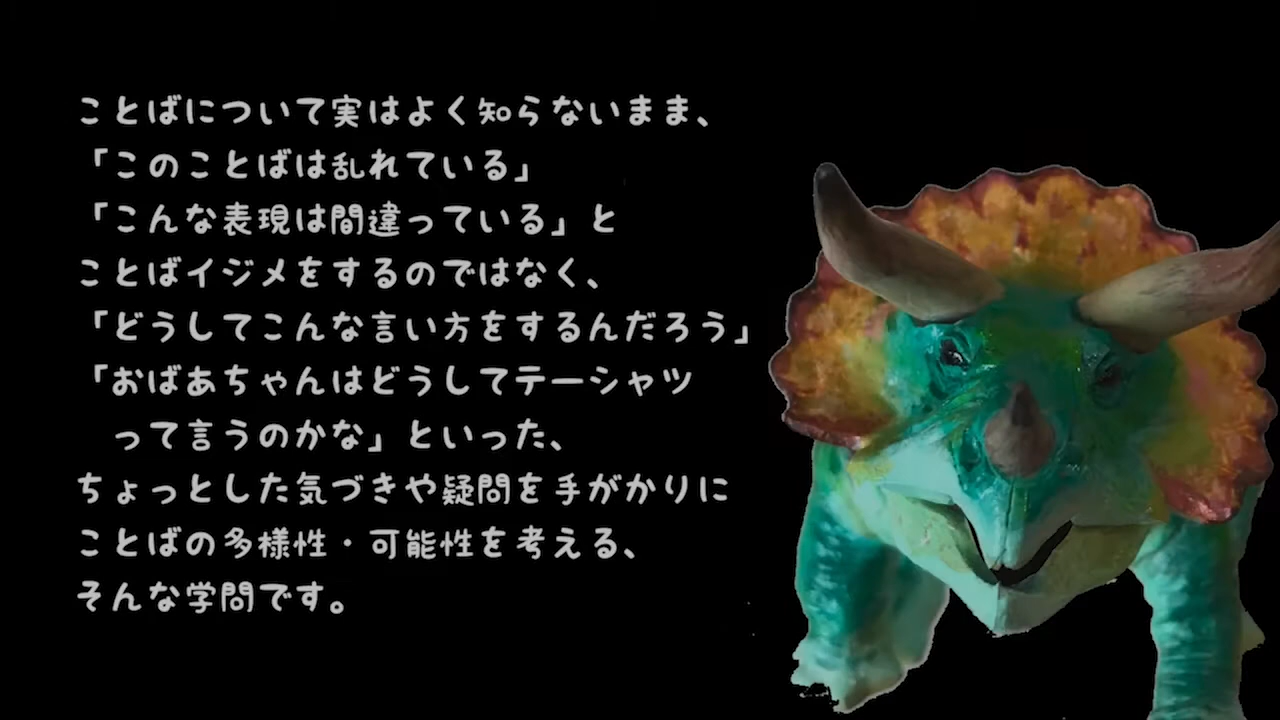 ことばについて実はよく知らないまま、
「このことばは乱れている」
「こんな表現は間違っている」と
ことばイジメをするのではなく、
「どうしてこんな言い方をするんだろう」
「おばあちゃんはどうしてテーシャツ
って言うのかな」といった、
ちょっとした気づきや疑問を手がかりに
ことばの多様性・可能性を考える、
そんな学問です。